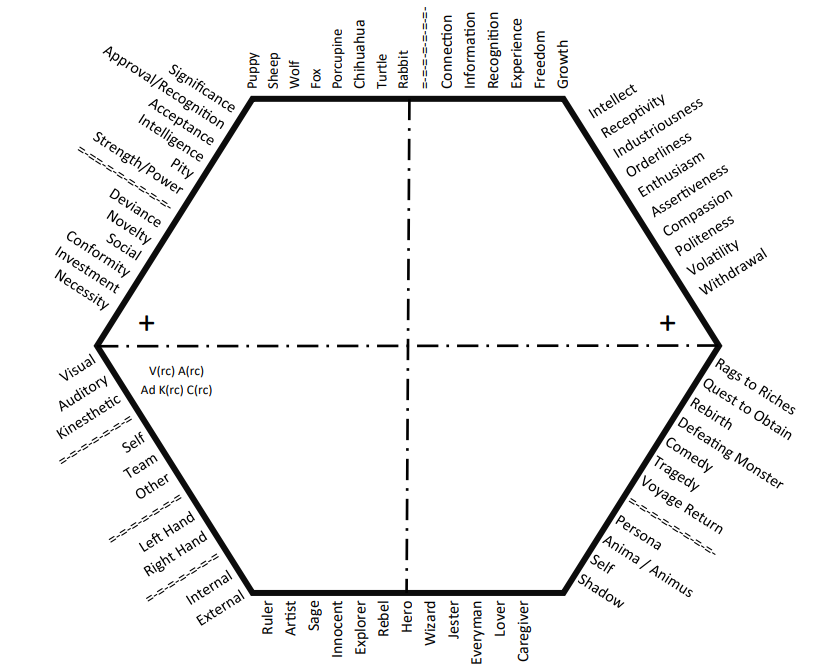 Puppy
Sheep
Wolf
Fox
Porcupine
Chihuahua
Turtle
Rabbit
=-=-=-=-=-=-
Connection
Information
Recognition
Experience
Freedom
Growth
Significance
Approval/Recognition
Acceptance
Intelligence
Pity
Strength/Power
=-=-=-=-=-=-
Deviance
Novelty
Social
Conformity
Investment
Necessity
Intellect
Receptivity
Industriousness
Orderliness
Enthusiasm
Assertiveness
Compassion
Politeness
Volatility
Withdrawal
+
+
V(rc) A(rc)
Ad K(rc) C(rc)
Visual
Auditory
Kinesthetic
=-=-=-=-=-=-
Self
Team
Other
=-=-=-=-=-=-
Left Hand
Right Hand
=-=-=-=-=-=-
Internal
External
Rags to Riches
Quest to Obtain
Rebirth
Defeating Monster
Comedy
Tragedy
Voyage Return
=-=-=-=-=-=-
Persona
Anima / Animus
Self
Shadow
Ruler
Artist
Sage
Innocent
Explorer
Rebel
Hero
Wizard
Jester
Everyman
Lover
Caregiver